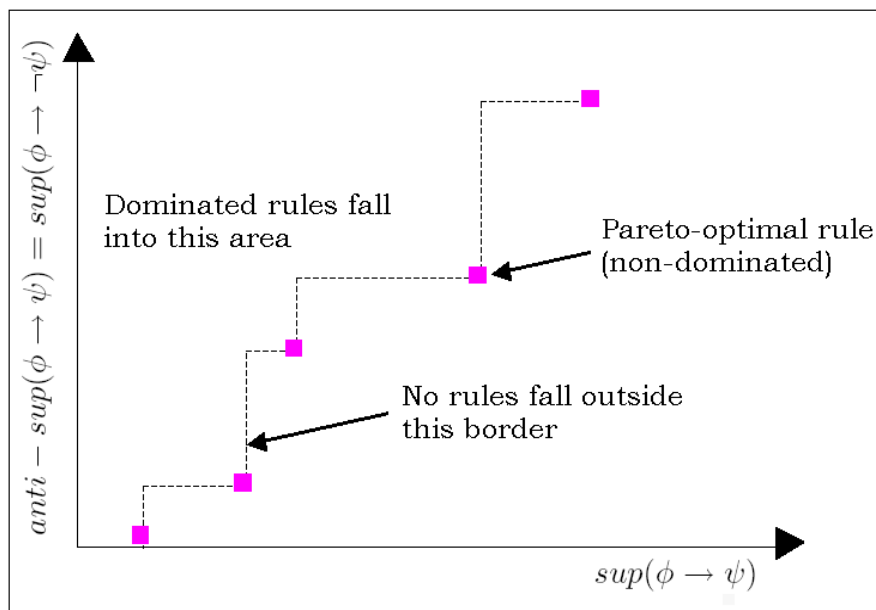 anti − sup(ϕ → ψ) = sup(ϕ → ¬ψ)
Dominated rules fall
into this area
Pareto-optimal rule
(non-dominated)
No rules fall outside
this border
sup(ϕ → ψ)